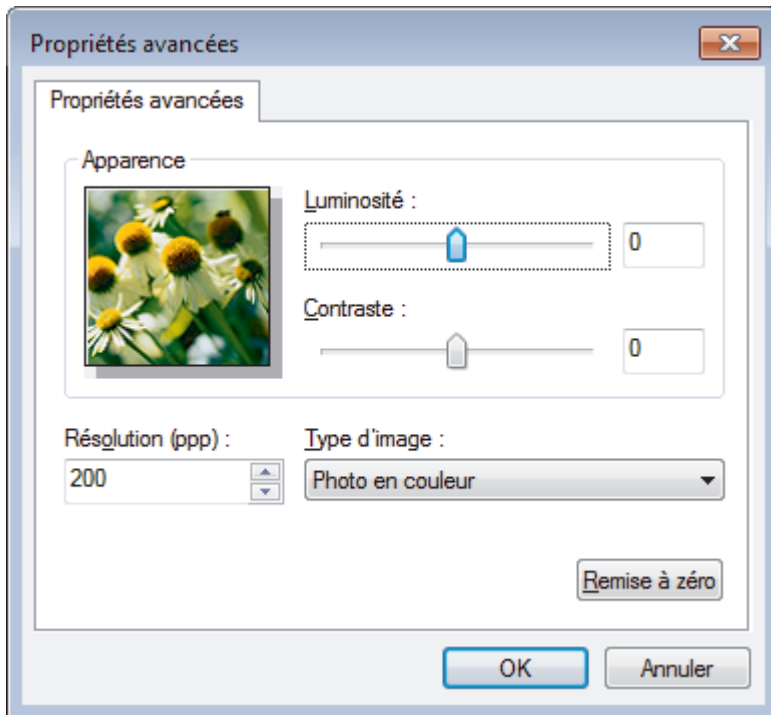 Propriétés avancées
Propriétés avancées
Apparence
Luminosité :
0
Contraste :
0
Résolution (ppp) :
200
Type d'image :
Photo en couleur
Remise à zéro
OK
Annuler